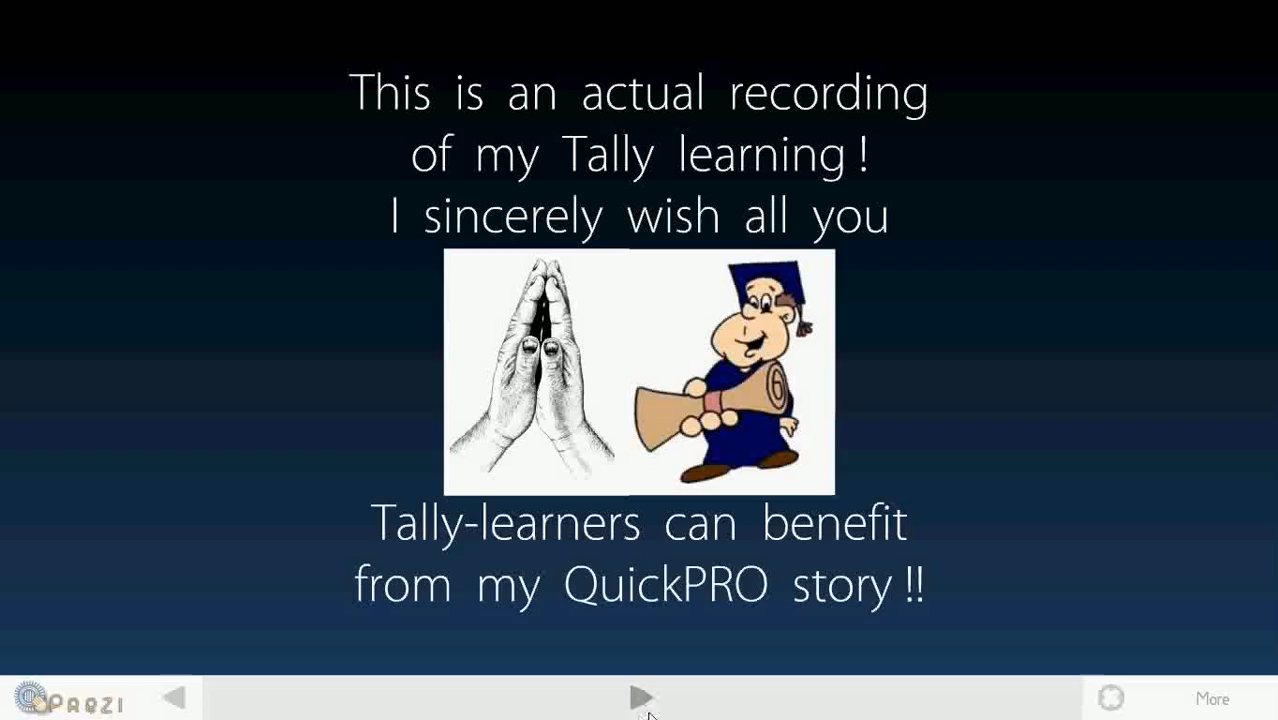 This is an actual recording
of my Tally learning !
I sincerely wish all you
Tally-learners can benefit
from my QuickPRO story !!
More